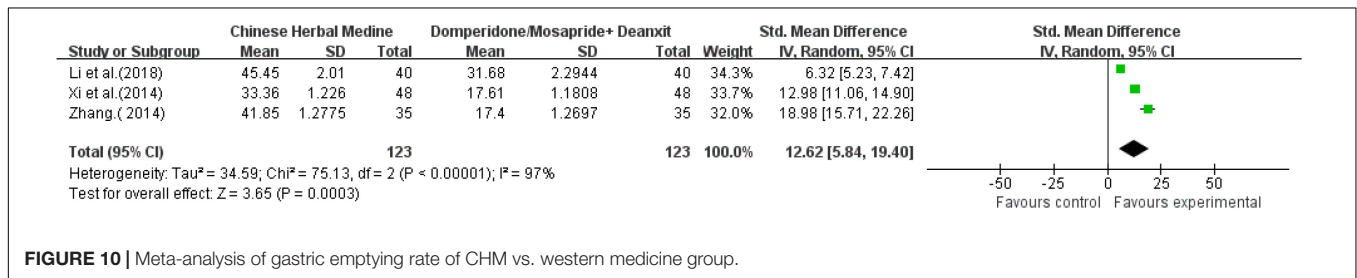 Chinese Herbal Medine Domperidone/Mosapride+ Deanxit Std. Mean Difference Std. Mean Difference
Study or Subgroup Mean SD Total Mean SD Total Weight IV, Random, 95% CI IV, Random, 95% CI
Li et al.(2018) 45.45 2.01 40 31.68 2.2944 40 34.3% 6.32 [5.23, 7.42]
Xi et al.(2014) 33.36 1.226 48 17.61 1.1808 48 33.7% 12.98 [11.06, 14.90]
Zhang.( 2014) 41.85 1.2775 35 17.4 1.2697 35 32.0% 18.98 [15.71, 22.26]
Total (95% CI) 123 123 100.0% 12.62 [5.84, 19.40]
Heterogeneity: Tau² = 34.59; Chi² = 75.13, df = 2 (P < 0.00001); I² = 97%
Test for overall effect: Z = 3.65 (P = 0.0003)
-50 -25 0 25 50
Favours control Favours experimental
FIGURE 10 | Meta-analysis of gastric emptying rate of CHM vs. western medicine group.